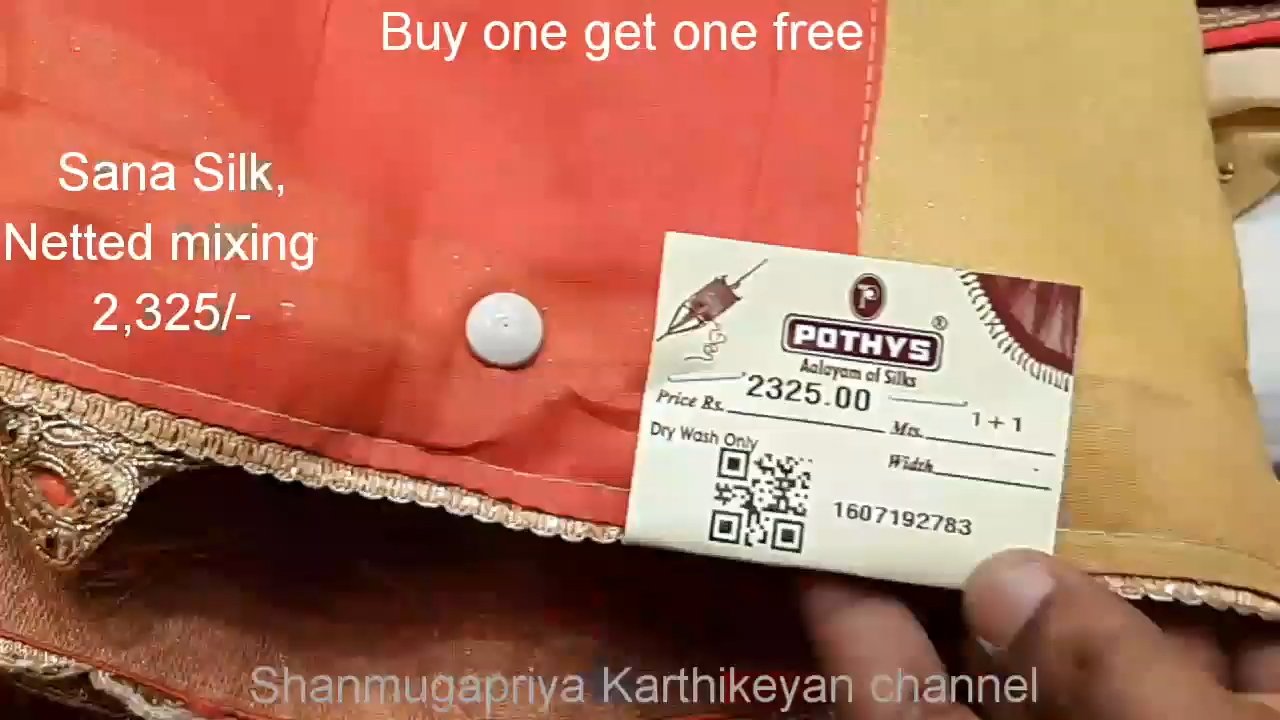 Buy one get one free
Sana Silk,
Netted mixing
2,325/-
P
POTHYS®
Aalayam of Silks
Price Rs. 2325.00
Mtrs. 1 + 1
Dry Wash Only
Width -
1607192783
Shanmugapriya Karthikeyan channel